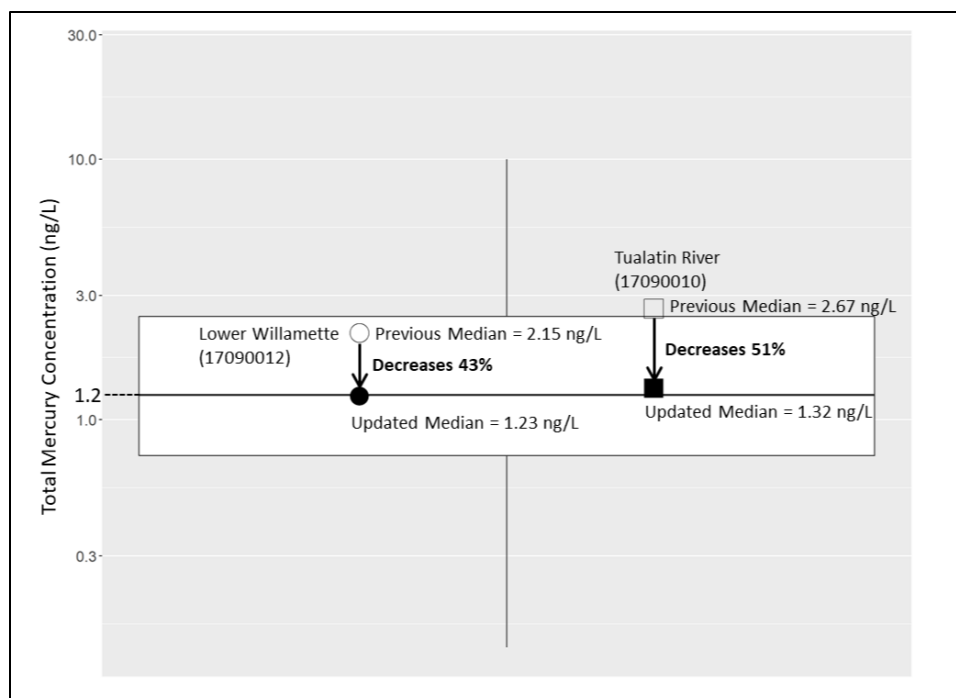 30.0
10.0
3.0
1.2
1.0
0.3
Total Mercury Concentration (ng/L)
Lower Willamette
(17090012)
Previous Median = 2.15 ng/L
Decreases 43%
Updated Median = 1.23 ng/L
Tualatin River
(17090010)
Previous Median = 2.67 ng/L
Decreases 51%
Updated Median = 1.32 ng/L